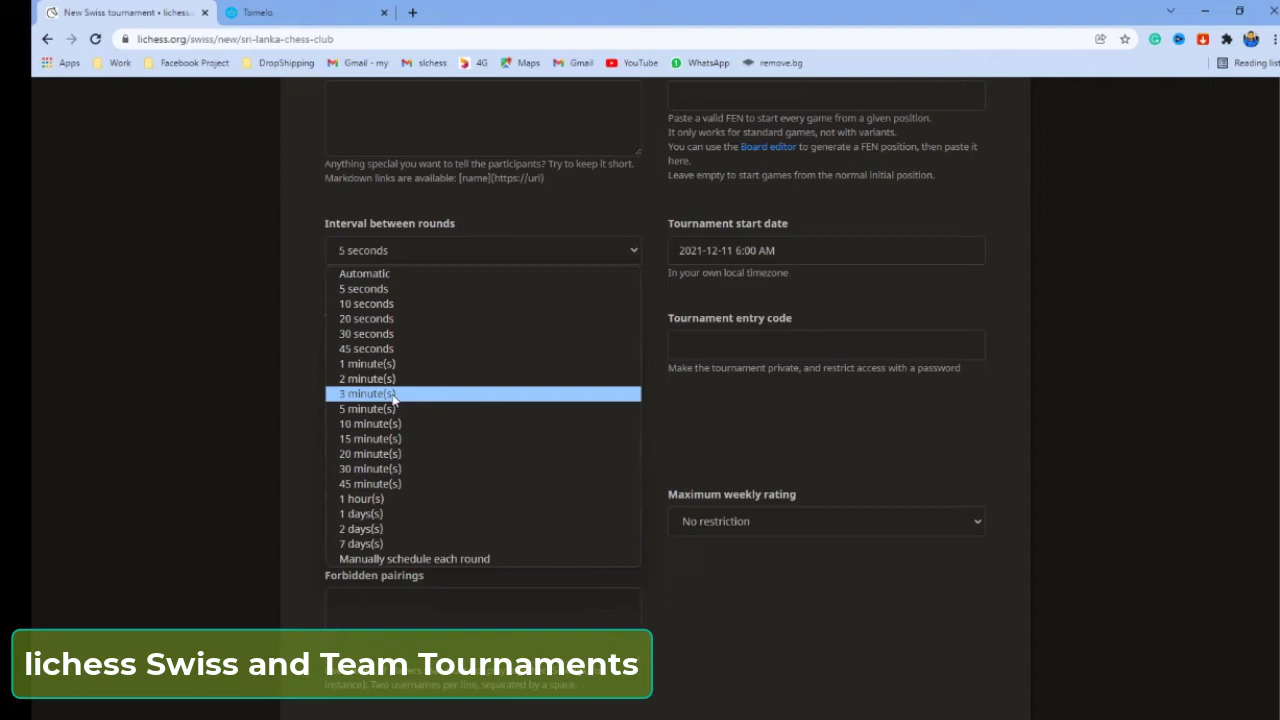 New Swiss tournament • lichess.
Tornelo
lichess.org/swiss/new/sri-lanka-chess-club
Apps
Work
Facebook Project
DropShipping
Gmail - my
slchess
4G
Maps
Gmail
YouTube
WhatsApp
remove.bg
Reading list
Anything special you want to tell the participants? Try to keep it short.
Markdown links are available: [name](https://url)
Paste a valid FEN to start every game from a given position.
It only works for standard games, not with variants.
You can use the Board editor to generate a FEN position, then paste it
here.
Leave empty to start games from the normal initial position.
Interval between rounds
5 seconds
Automatic
5 seconds
10 seconds
20 seconds
30 seconds
45 seconds
1 minute(s)
2 minute(s)
3 minute(s)
5 minute(s)
10 minute(s)
15 minute(s)
20 minute(s)
30 minute(s)
45 minute(s)
1 hour(s)
1 days(s)
2 days(s)
7 days(s)
Manually schedule each round
Tournament start date
2021-12-11 6:00 AM
In your own local timezone
Tournament entry code
Make the tournament private, and restrict access with a password
Maximum weekly rating
No restriction
Forbidden pairings
lichess Swiss and Team Tournaments
instance). Two usernames per line, separated by a space.